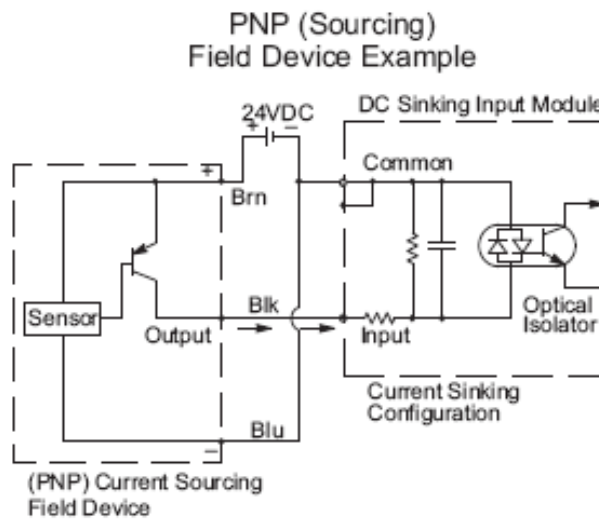 PNP (Sourcing)
Field Device Example
24VDC
+
−
DC Sinking Input Module
Common
+
Brn
Sensor
Output
Blk
Input
Optical
Isolator
Blu
−
Current Sinking
Configuration
(PNP) Current Sourcing
Field Device